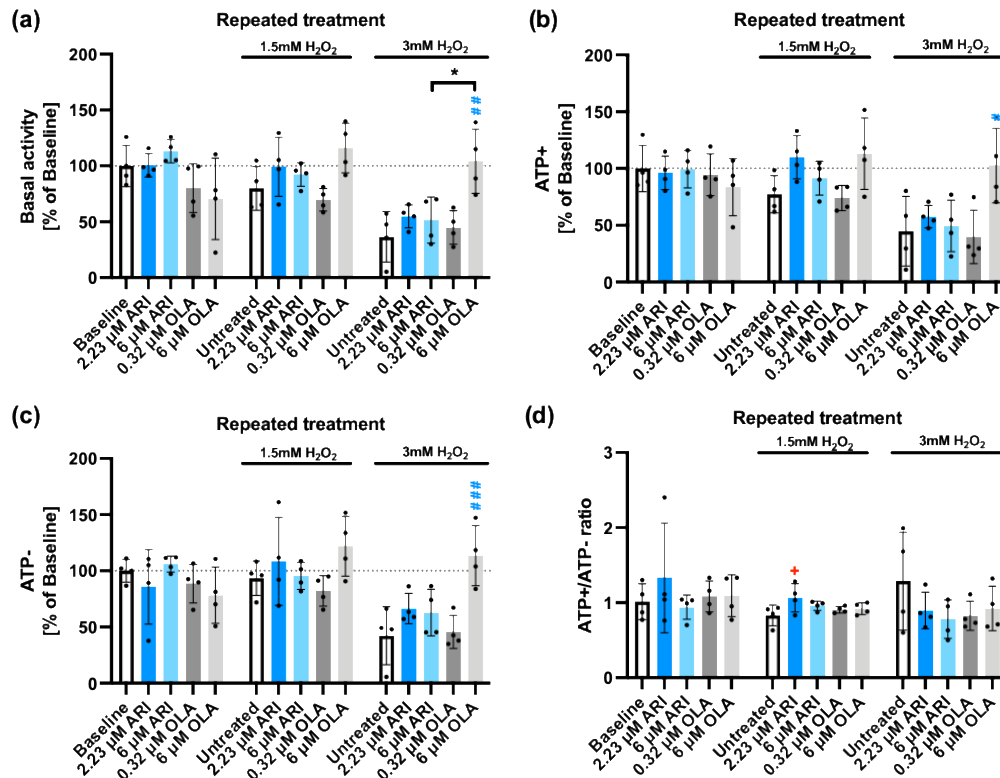 (a)
Repeated treatment
1.5mM H₂O₂
3mM H₂O₂
Basal activity
[% of Baseline]
200
150
100
50
0
*
##
Baseline
2.23 µM ARI
6 µM ARI
0.32 µM OLA
6 µM OLA
Untreated
2.23 µM ARI
6 µM ARI
0.32 µM OLA
6 µM OLA
Untreated
2.23 µM ARI
6 µM ARI
0.32 µM OLA
6 µM OLA
(b)
Repeated treatment
1.5mM H₂O₂
3mM H₂O₂
ATP+
[% of Baseline]
200
150
100
50
0
#
Baseline
2.23 µM ARI
6 µM ARI
0.32 µM OLA
6 µM OLA
Untreated
2.23 µM ARI
6 µM ARI
0.32 µM OLA
6 µM OLA
Untreated
2.23 µM ARI
6 µM ARI
0.32 µM OLA
6 µM OLA
(c)
Repeated treatment
1.5mM H₂O₂
3mM H₂O₂
ATP-
[% of Baseline]
200
150
100
50
0
###
Baseline
2.23 µM ARI
6 µM ARI
0.32 µM OLA
6 µM OLA
Untreated
2.23 µM ARI
6 µM ARI
0.32 µM OLA
6 µM OLA
Untreated
2.23 µM ARI
6 µM ARI
0.32 µM OLA
6 µM OLA
(d)
Repeated treatment
1.5mM H₂O₂
3mM H₂O₂
ATP+/ATP- ratio
3
2
1
0
+
Baseline
2.23 µM ARI
6 µM ARI
0.32 µM OLA
6 µM OLA
Untreated
2.23 µM ARI
6 µM ARI
0.32 µM OLA
6 µM OLA
Untreated
2.23 µM ARI
6 µM ARI
0.32 µM OLA
6 µM OLA